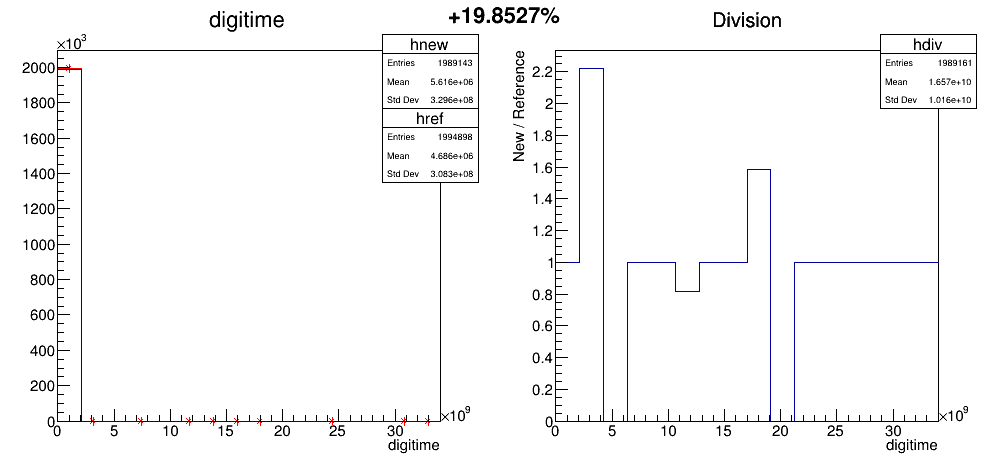 +19.8527%
digitime
×10³
hnew
Entries 1989143
Mean 5.616e+06
Std Dev 3.296e+08
href
Entries 1994898
Mean 4.686e+06
Std Dev 3.083e+08
2000
1800
1600
1400
1200
1000
800
600
400
200
0
0 5 10 15 20 25 30
×10⁹
digitime
Division
hdiv
Entries 1989161
Mean 1.657e+10
Std Dev 1.016e+10
New / Reference
2.2
2
1.8
1.6
1.4
1.2
1
0.8
0.6
0.4
0.2
0
0 5 10 15 20 25 30
×10⁹
digitime